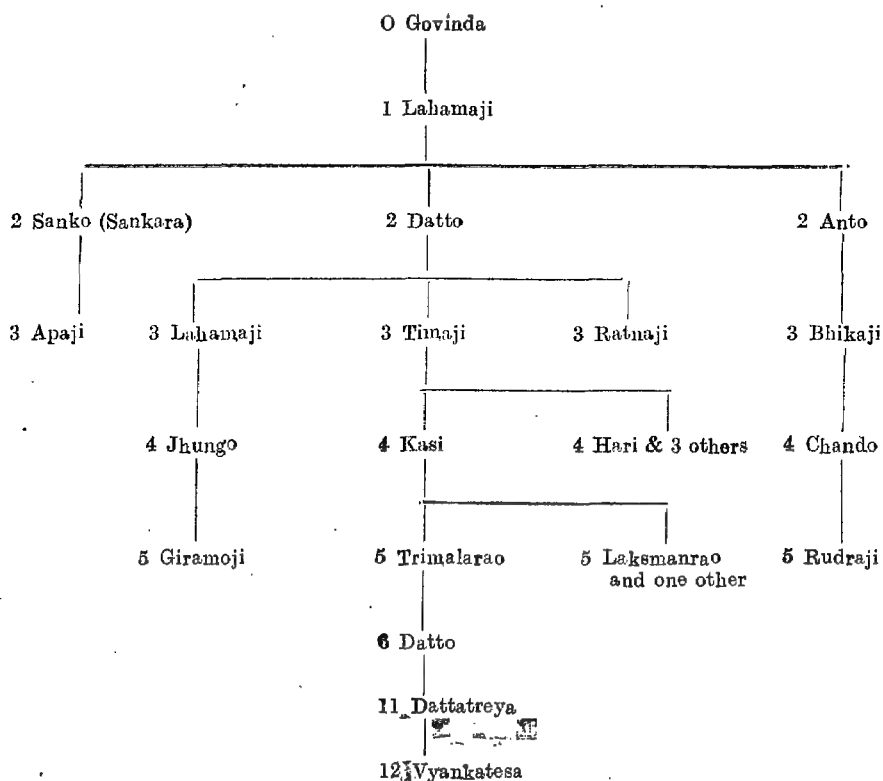 0 Govinda
1 Lahamaji
2 Sanko (Sankara) 2 Datto 2 Anto
3 Apaji 3 Lahamaji 3 Timaji 3 Ratnaji 3 Bhikaji
4 Jhungo 4 Kasi 4 Hari & 3 others 4 Chando
5 Giramoji 5 Trimalarao 5 Laksmanrao 5 Rudraji
and one other
6 Datto
11 Dattatreya
12 Vyankatesa